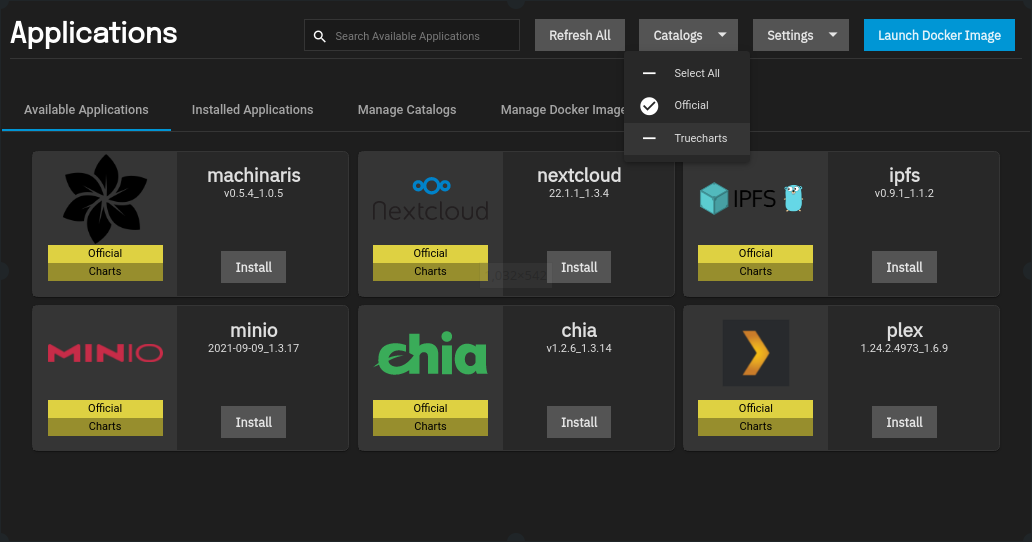 Applications
Search Available Applications
Refresh All
Catalogs
Settings
Launch Docker Image
Select All
Official
Truecharts
Available Applications
Installed Applications
Manage Catalogs
Manage Docker Image
machinaris
v0.5.4_1.0.5
Official
Charts
Install
Nextcloud
nextcloud
22.1.1_1.3.4
Official
Charts
Install
IPFS
ipfs
v0.9.1_1.1.2
Official
Charts
Install
MINIO
minio
2021-09-09_1.3.17
Official
Charts
Install
chia
chia
v1.2.6_1.3.14
Official
Charts
Install
plex
1.24.2.4973_1.6.9
Official
Charts
Install